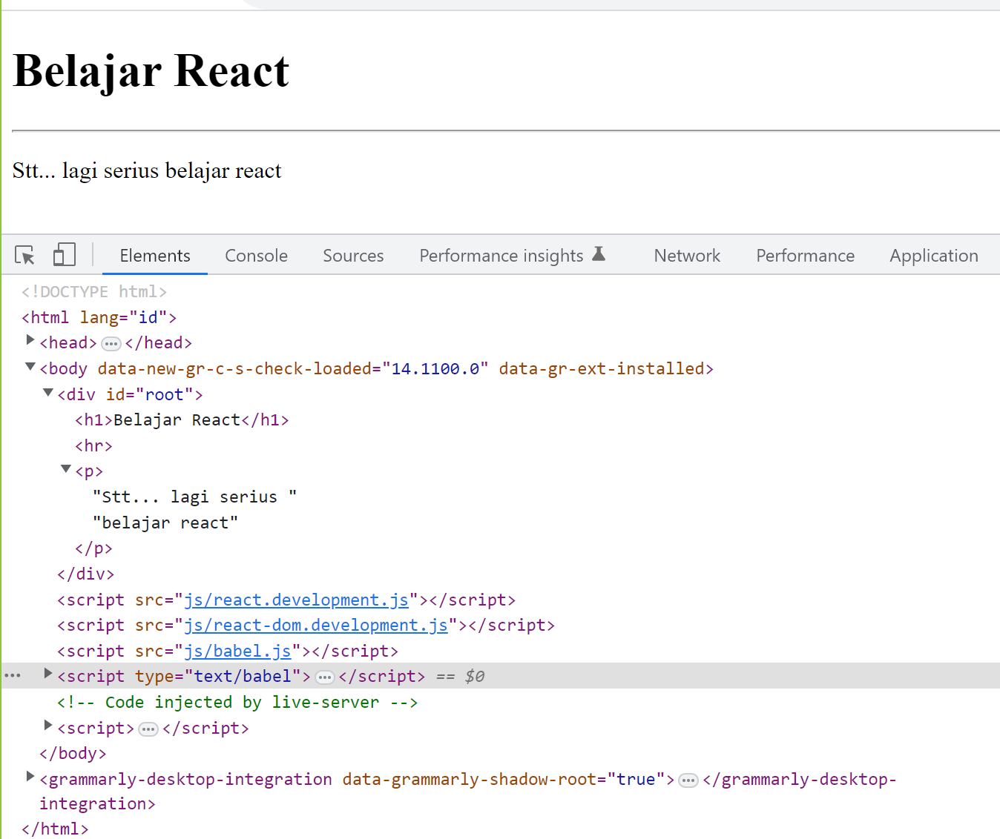 Belajar React
Stt... lagi serius belajar react
Elements Console Sources Performance insights Network Performance Application
<!DOCTYPE html>
<html lang="id">
<head> ••• </head>
<body data-new-gr-c-s-check-loaded="14.1100.0" data-gr-ext-installed>
<div id="root">
<h1>Belajar React</h1>
<hr>
<p>
"Stt... lagi serius "
"belajar react"
</p>
</div>
<script src="js/react.development.js"></script>
<script src="js/react-dom.development.js"></script>
<script src="js/babel.js"></script>
••• <script type="text/babel"> ••• </script> == $0
<!-- Code injected by live-server -->
<script> ••• </script>
</body>
<grammarly-desktop-integration data-grammarly-shadow-root="true"> ••• </grammarly-desktop-
integration>
</html>